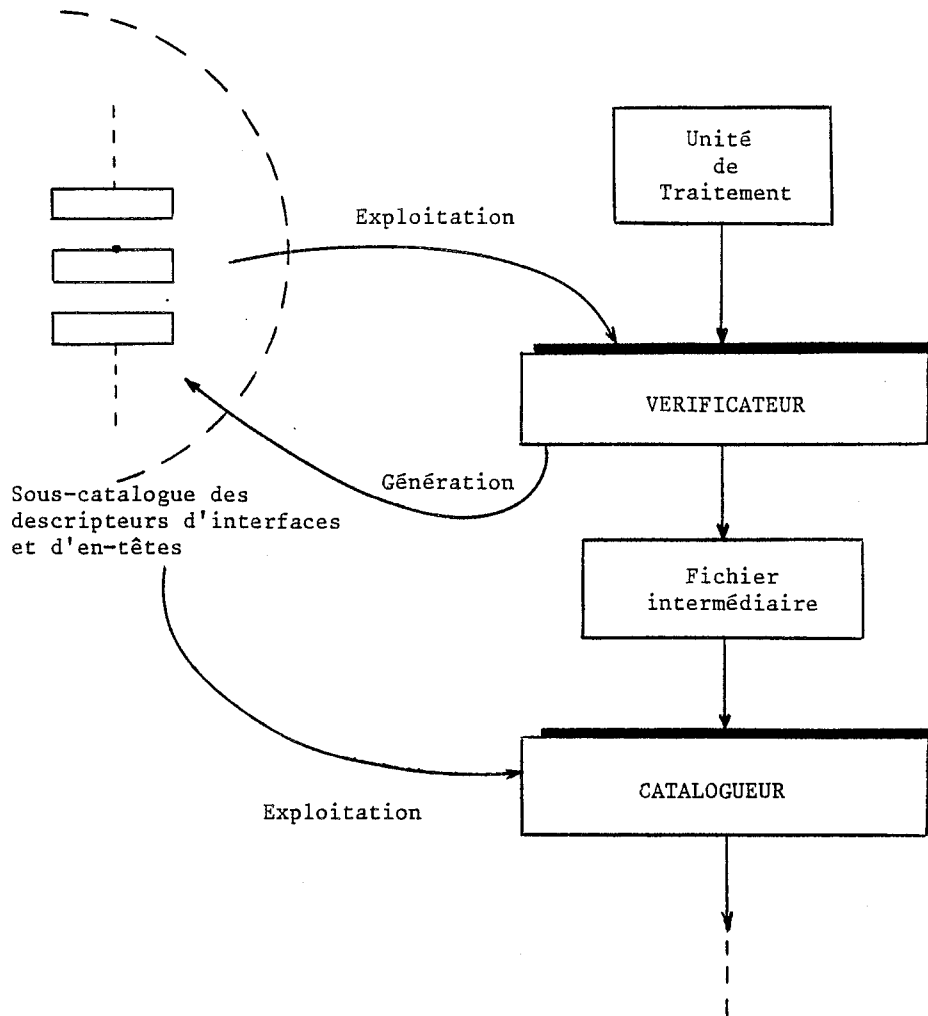 Unité
de
Traitement
Exploitation
VERIFICATEUR
Génération
Sous-catalogue des
descripteurs d'interfaces
et d'en-têtes
Fichier
intermédiaire
CATALOGUEUR
Exploitation